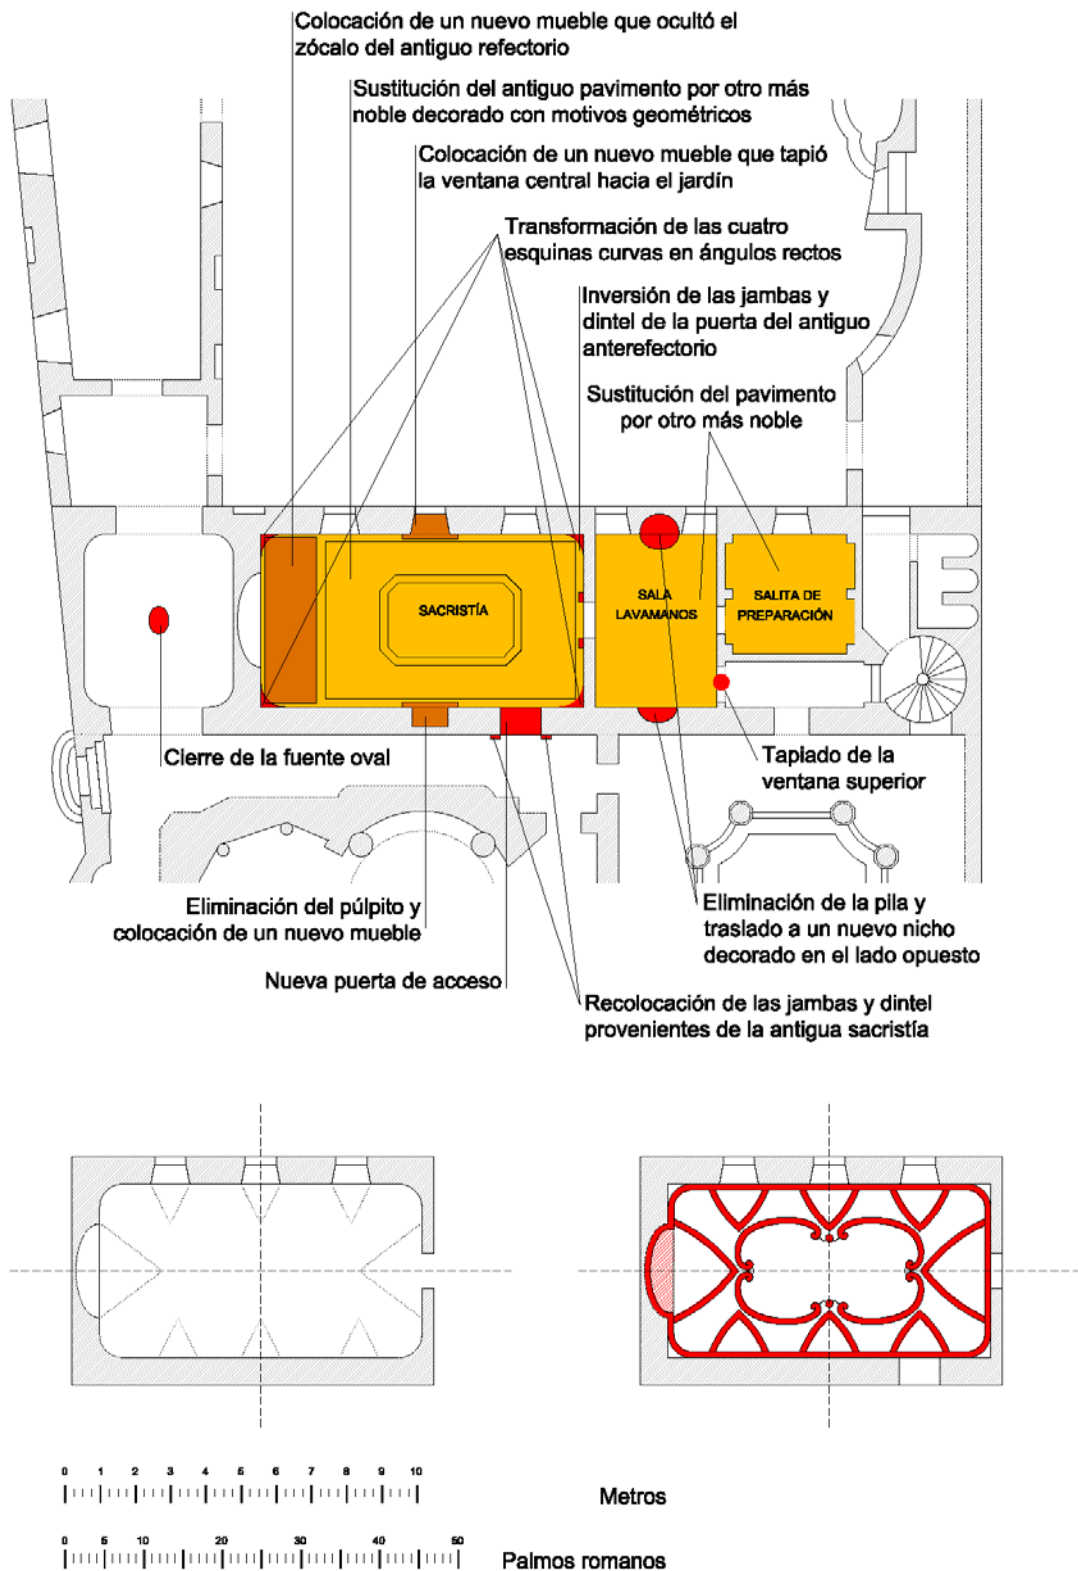 Colocación de un nuevo mueble que ocultó el
zócalo del antiguo refectorio
Sustitución del antiguo pavimento por otro más
noble decorado con motivos geométricos
Colocación de un nuevo mueble que tapió
la ventana central hacia el jardín
Transformación de las cuatro
esquinas curvas en ángulos rectos
Inversión de las jambas y
dintel de la puerta del antiguo
anterefectorio
Sustitución del pavimento
por otro más noble
SACRISTÍA
SALA
LAVAMANOS
SALITA DE
PREPARACIÓN
Cierre de la fuente oval
Tapiado de la
ventana superior
Eliminación del púlpito y
colocación de un nuevo mueble
Eliminación de la pila y
traslado a un nuevo nicho
decorado en el lado opuesto
Nueva puerta de acceso
Recolocación de las jambas y dintel
provenientes de la antigua sacristía
0 1 2 3 4 5 6 7 8 9 10
Metros
0 5 10 20 30 40 50
Palmos romanos